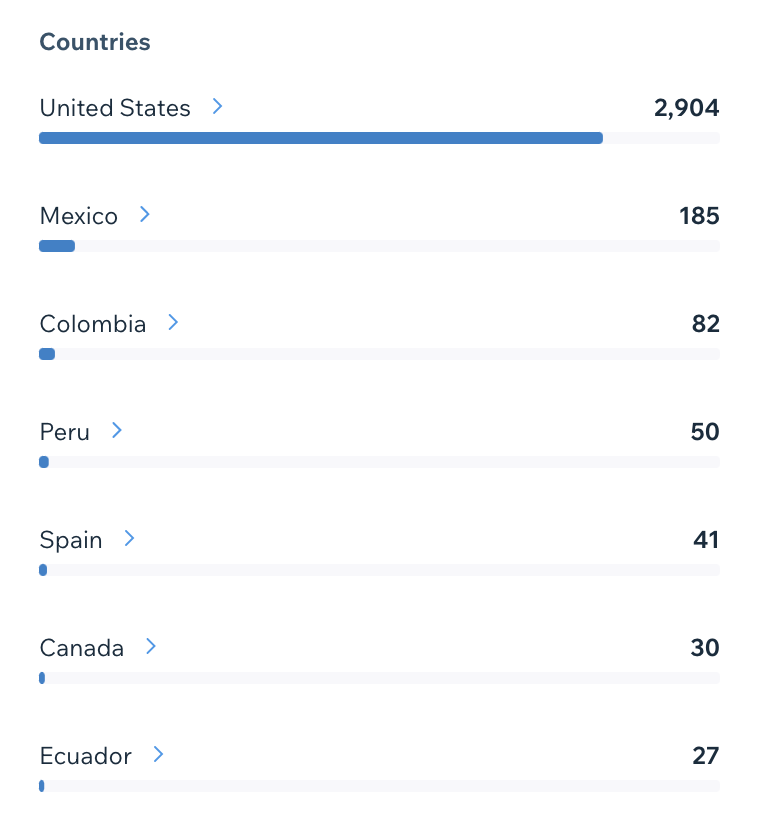 Countries
United States 2,904
Mexico 185
Colombia 82
Peru 50
Spain 41
Canada 30
Ecuador 27